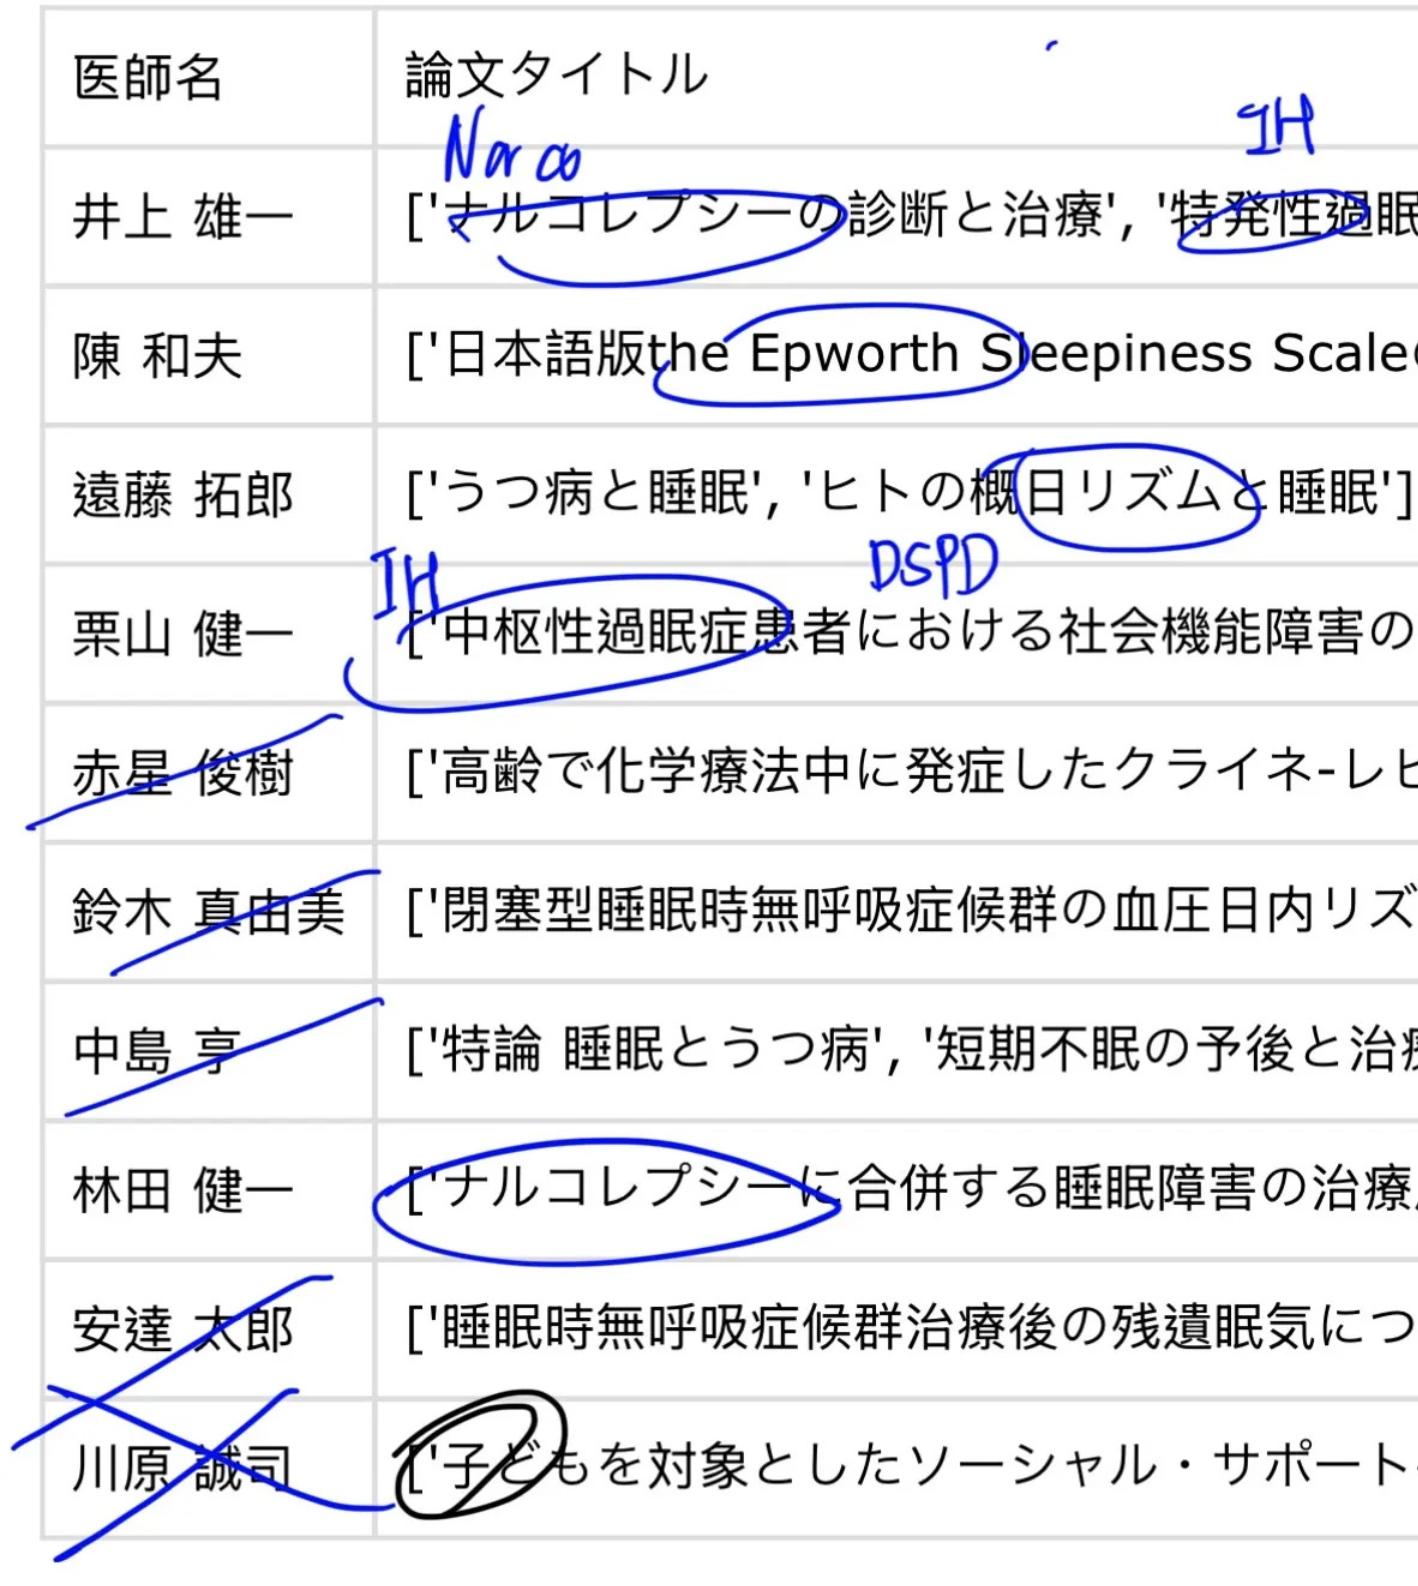 医師名 論文タイトル
Narco IH
井上 雄一 ['ナルコレプシーの診断と治療', '特発性過眠
陳 和夫 ['日本語版the Epworth Sleepiness Scale
遠藤 拓郎 ['うつ病と睡眠', 'ヒトの概日リズムと睡眠']
IH DSPD
栗山 健一 ['中枢性過眠症患者における社会機能障害の
赤星 俊樹 ['高齢で化学療法中に発症したクライネ-レビ
鈴木 真由美 ['閉塞型睡眠時無呼吸症候群の血圧日内リズ
中島 亨 ['特論 睡眠とうつ病', '短期不眠の予後と治療
林田 健一 ['ナルコレプシーに合併する睡眠障害の治療
安達 太郎 ['睡眠時無呼吸症候群治療後の残遺眠気につ
川原 誠司 ['子どもを対象としたソーシャル・サポート